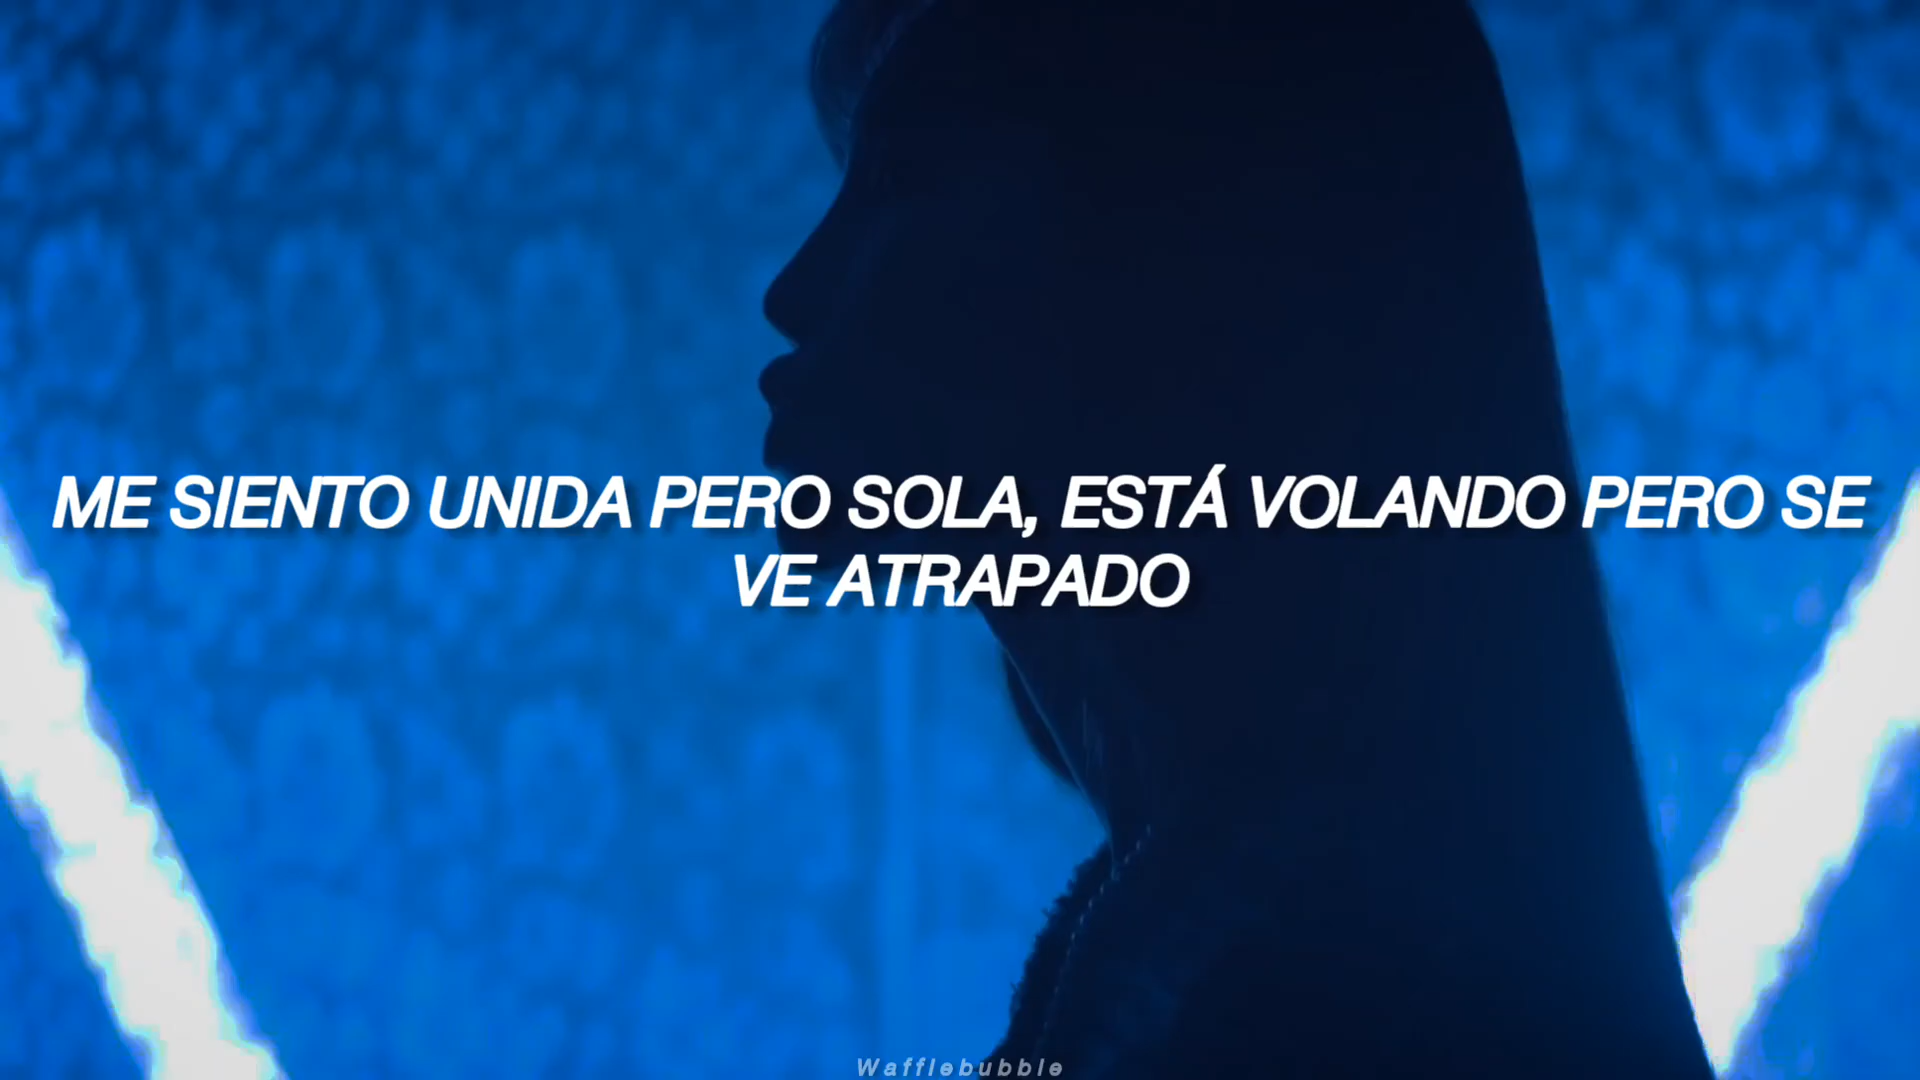 ME SIENTO UNIDA PERO SOLA, ESTÁ VOLANDO PERO SE
VE ATRAPADO
Wafflebubble